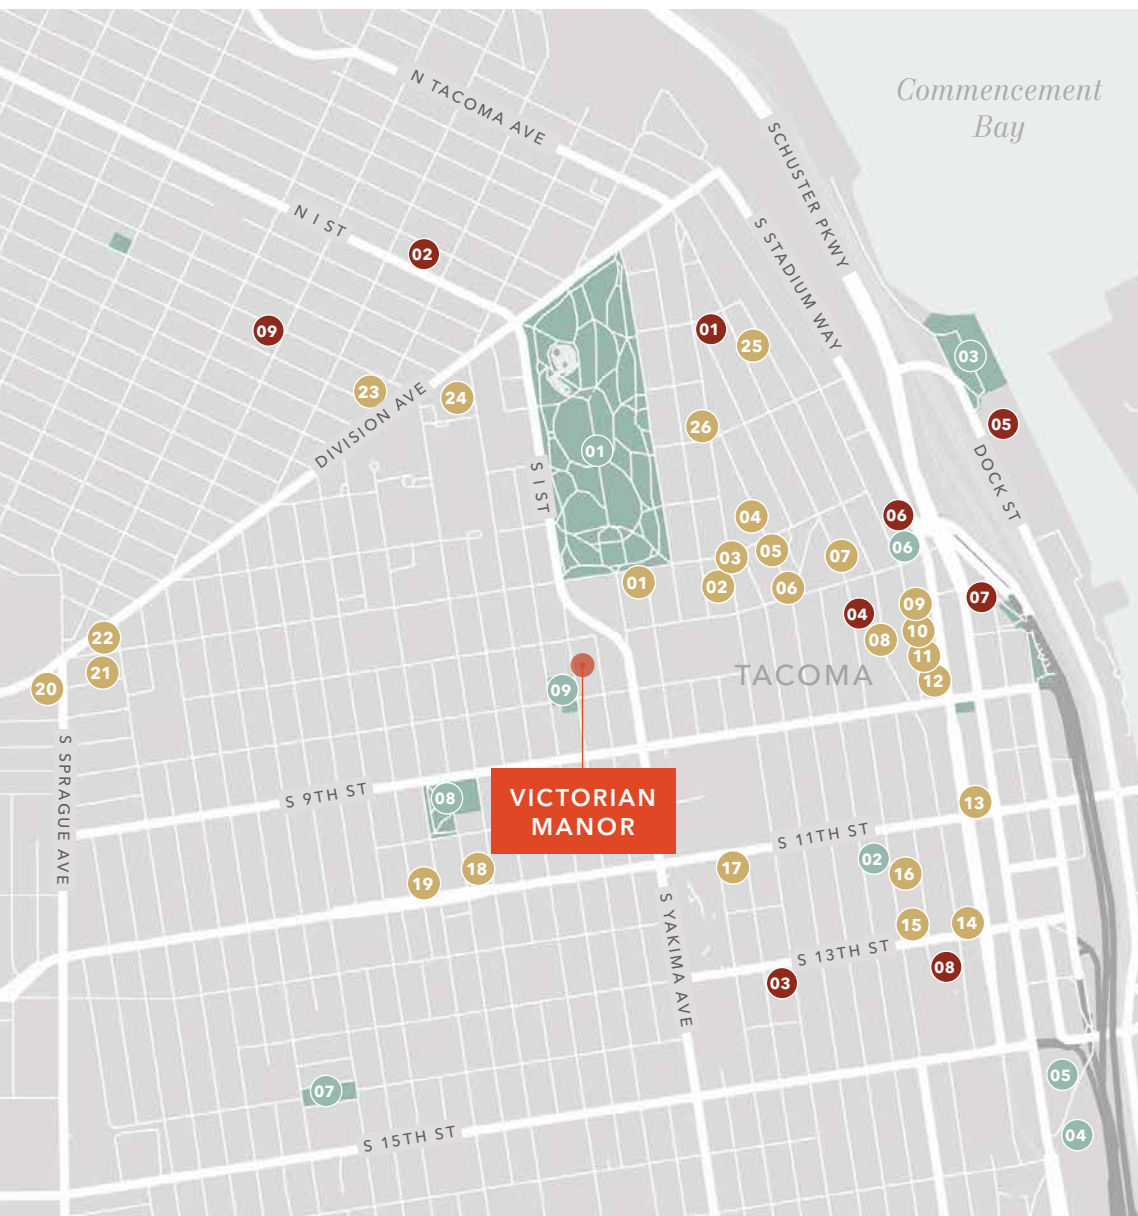 N TACOMA AVE
Commencement
Bay
SCHUSTER PKWY
N I ST
02
S STADIUM WAY
09
01
25
03
23
24
DIVISION AVE
26
05
01
DOCK ST
S I ST
04
06
03
05
07
06
01
02
06
07
04
09
08
10
22
11
21
09
TACOMA
12
20
S SPRAGUE AVE
S 9TH ST
08
VICTORIAN
MANOR
13
S 11TH ST
02
19
18
17
16
S YAKIMA AVE
15
14
S 13TH ST
03
08
07
05
S 15TH ST
04